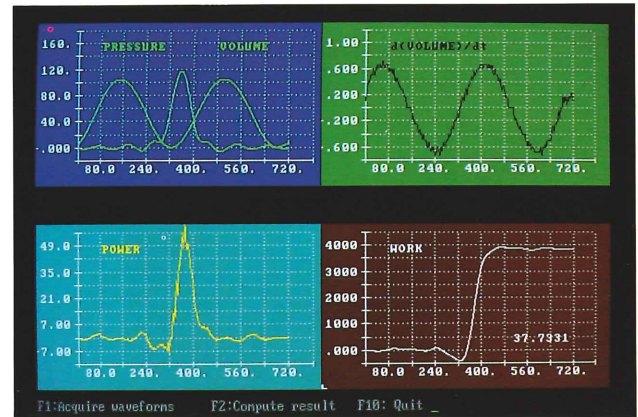 PRESSURE VOLUME
160.
120.
80.0
40.0
-.000
80.0 240. 400. 560. 720.
d(VOLUME)/dt
1.00
.600
.200
-.200
-.600
80.0 240. 400. 560. 720.
POWER
49.0
35.0
21.0
7.00
-7.00
80.0 240. 400. 560. 720.
WORK
4000
3000
2000
1000
.000
37.7331
80.0 240. 400. 560. 720.
F1:Acquire waveforms F2:Compute result F10: Quit _